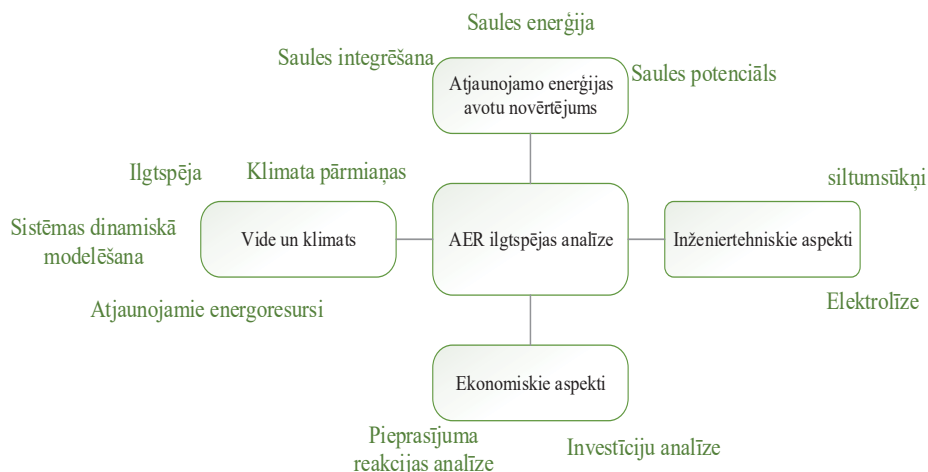 Saules enerģija
Saules integrēšana
Saules potenciāls
Atjaunojamo enerģijas
avotu novērtējums
Ilgtspēja
Klimata pārmiaņas
siltumsūkņi
Sistēmas dinamiskā
modelēšana
Vide un klimats
AER ilgtspējas analīze
Inženiertehniskie aspekti
Atjaunojamie energoresursi
Elektrolīze
Ekonomiskie aspekti
Pieprasījuma
reakcijas analīze
Investīciju analīze